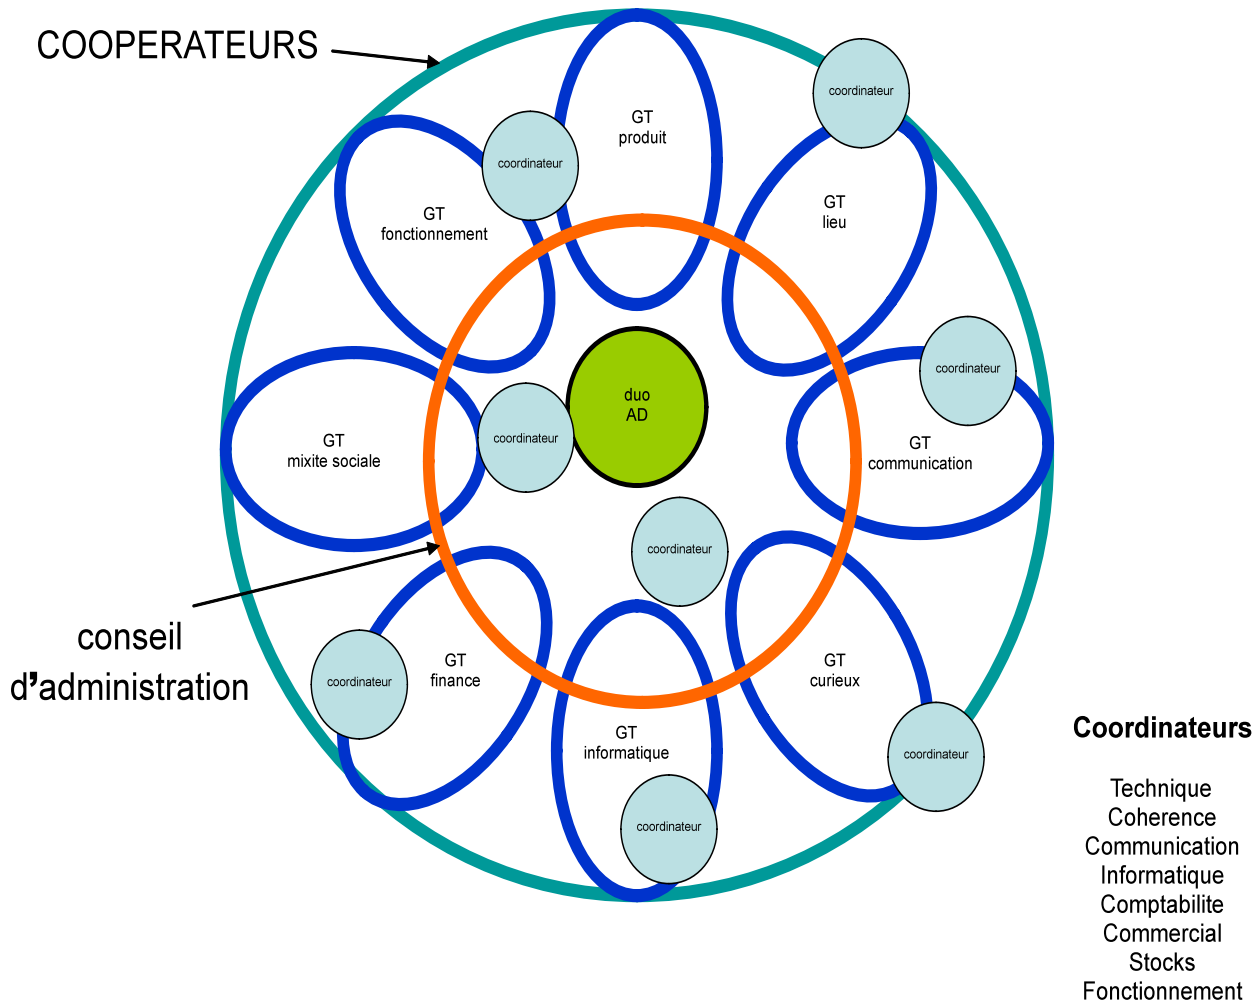 COOPERATEURS
coordinateur
GT
produit
coordinateur
GT
lieu
GT
fonctionnement
coordinateur
duo
AD
coordinateur
GT
mixite sociale
GT
communication
coordinateur
conseil
d’administration
GT
finance
coordinateur
GT
curieux
GT
informatique
coordinateur
coordinateur
Coordinateurs
Technique
Coherence
Communication
Informatique
Comptabilite
Commercial
Stocks
Fonctionnement